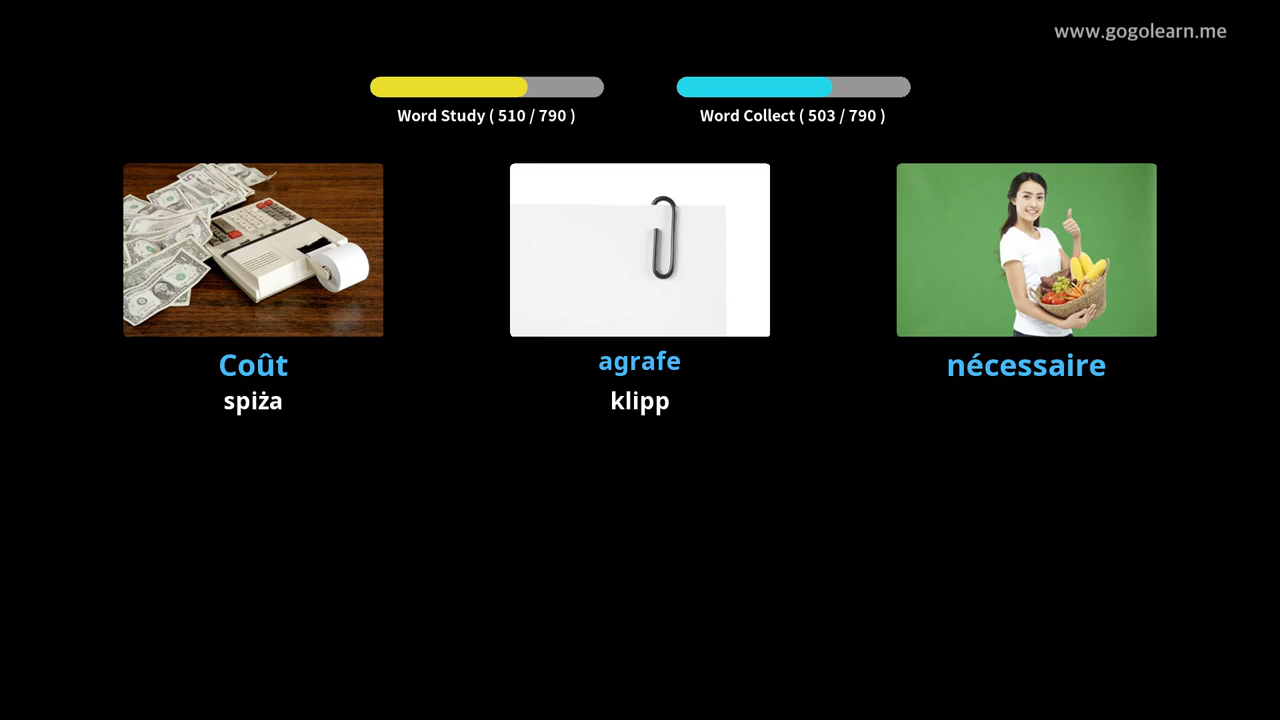 www.gogolearn.me
Word Study ( 510 / 790 )
Word Collect ( 503 / 790 )
Coût
agrafe
nécessaire
spiża
klipp